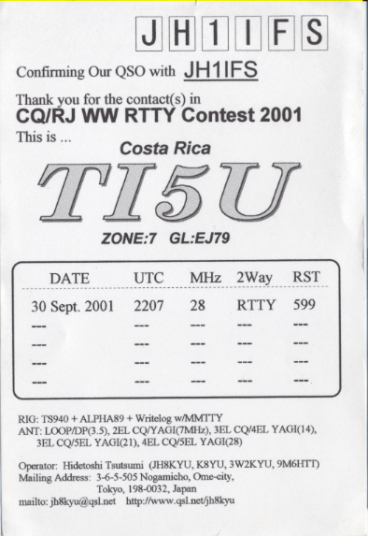 JH1IFS
Confirming Our QSO with JH1IFS
Thank you for the contact(s) in
CQ/RJ WW RTTY Contest 2001
This is ...
Costa Rica
TI5U
ZONE:7 GL:EJ79
DATE UTC MHz 2Way RST
30 Sept. 2001 2207 28 RTTY 599
--- --- --- --- ---
--- --- --- --- ---
--- --- --- --- ---
--- --- --- --- ---
RIG: TS940 + ALPHA89 + Writelog w/MMTTY
ANT: LOOP/DP(3.5), 2EL CQ/YAGI(7MHz), 3EL CQ/4EL YAGI(14),
3EL CQ/5EL YAGI(21), 4EL CQ/5EL YAGI(28)
Operator: Hidetoshi Tsutsumi (JH8KYU, K8YU, 3W2KYU, 9M6HTT)
Mailing Address: 3-6-5-505 Nogamicho, Ome-city,
Tokyo, 198-0032, Japan
mailto: jh8kyu@qsl.net http://www.qsl.net/jh8kyu